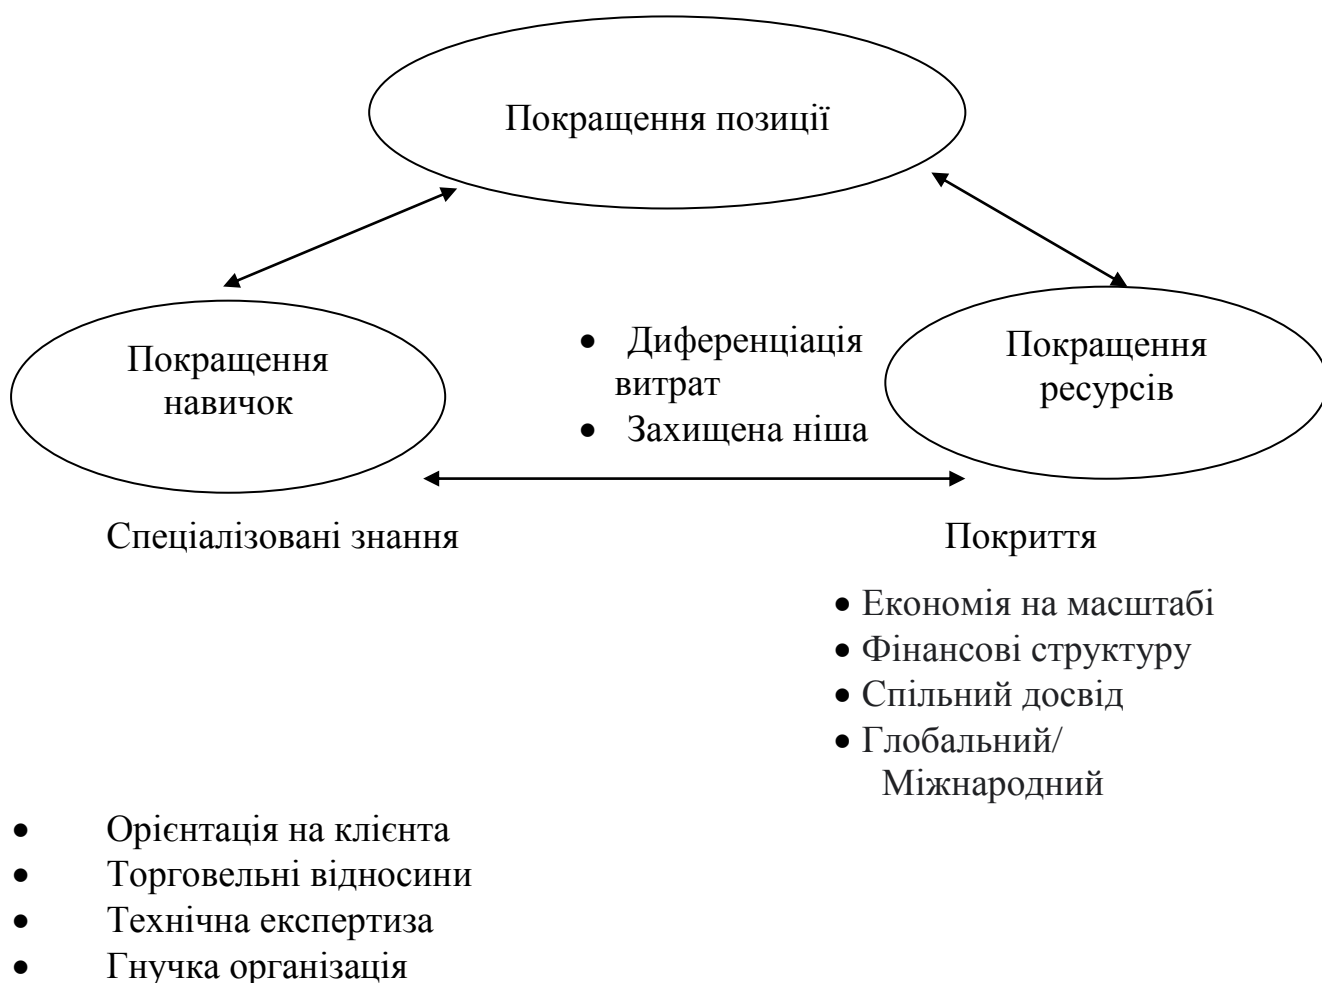 Покращення позиції
Покращення
навичок
• Диференціація
витрат
• Захищена ніша
Покращення
ресурсів
Спеціалізовані знання
Покриття
• Економія на масштабі
• Фінансові структуру
• Спільний досвід
• Глобальний/
Міжнародний
• Орієнтація на клієнта
• Торговельні відносини
• Технічна експертиза
• Гнучка організація